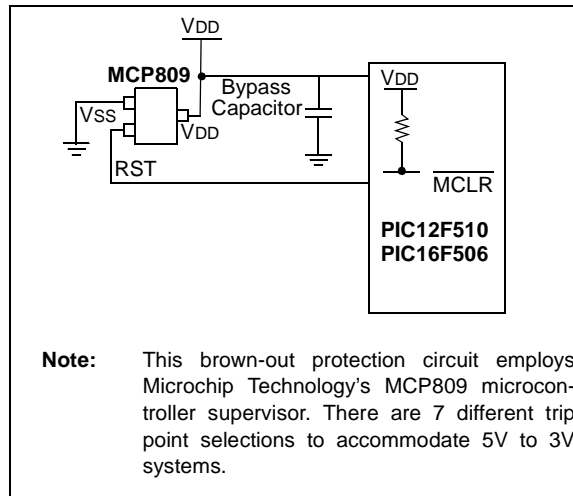 VDD
MCP809
Bypass
Capacitor
VDD
VSS
VDD
RST
MCLR
PIC12F510
PIC16F506
Note: This brown-out protection circuit employs
Microchip Technology's MCP809 microcon-
troller supervisor. There are 7 different trip
point selections to accommodate 5V to 3V
systems.